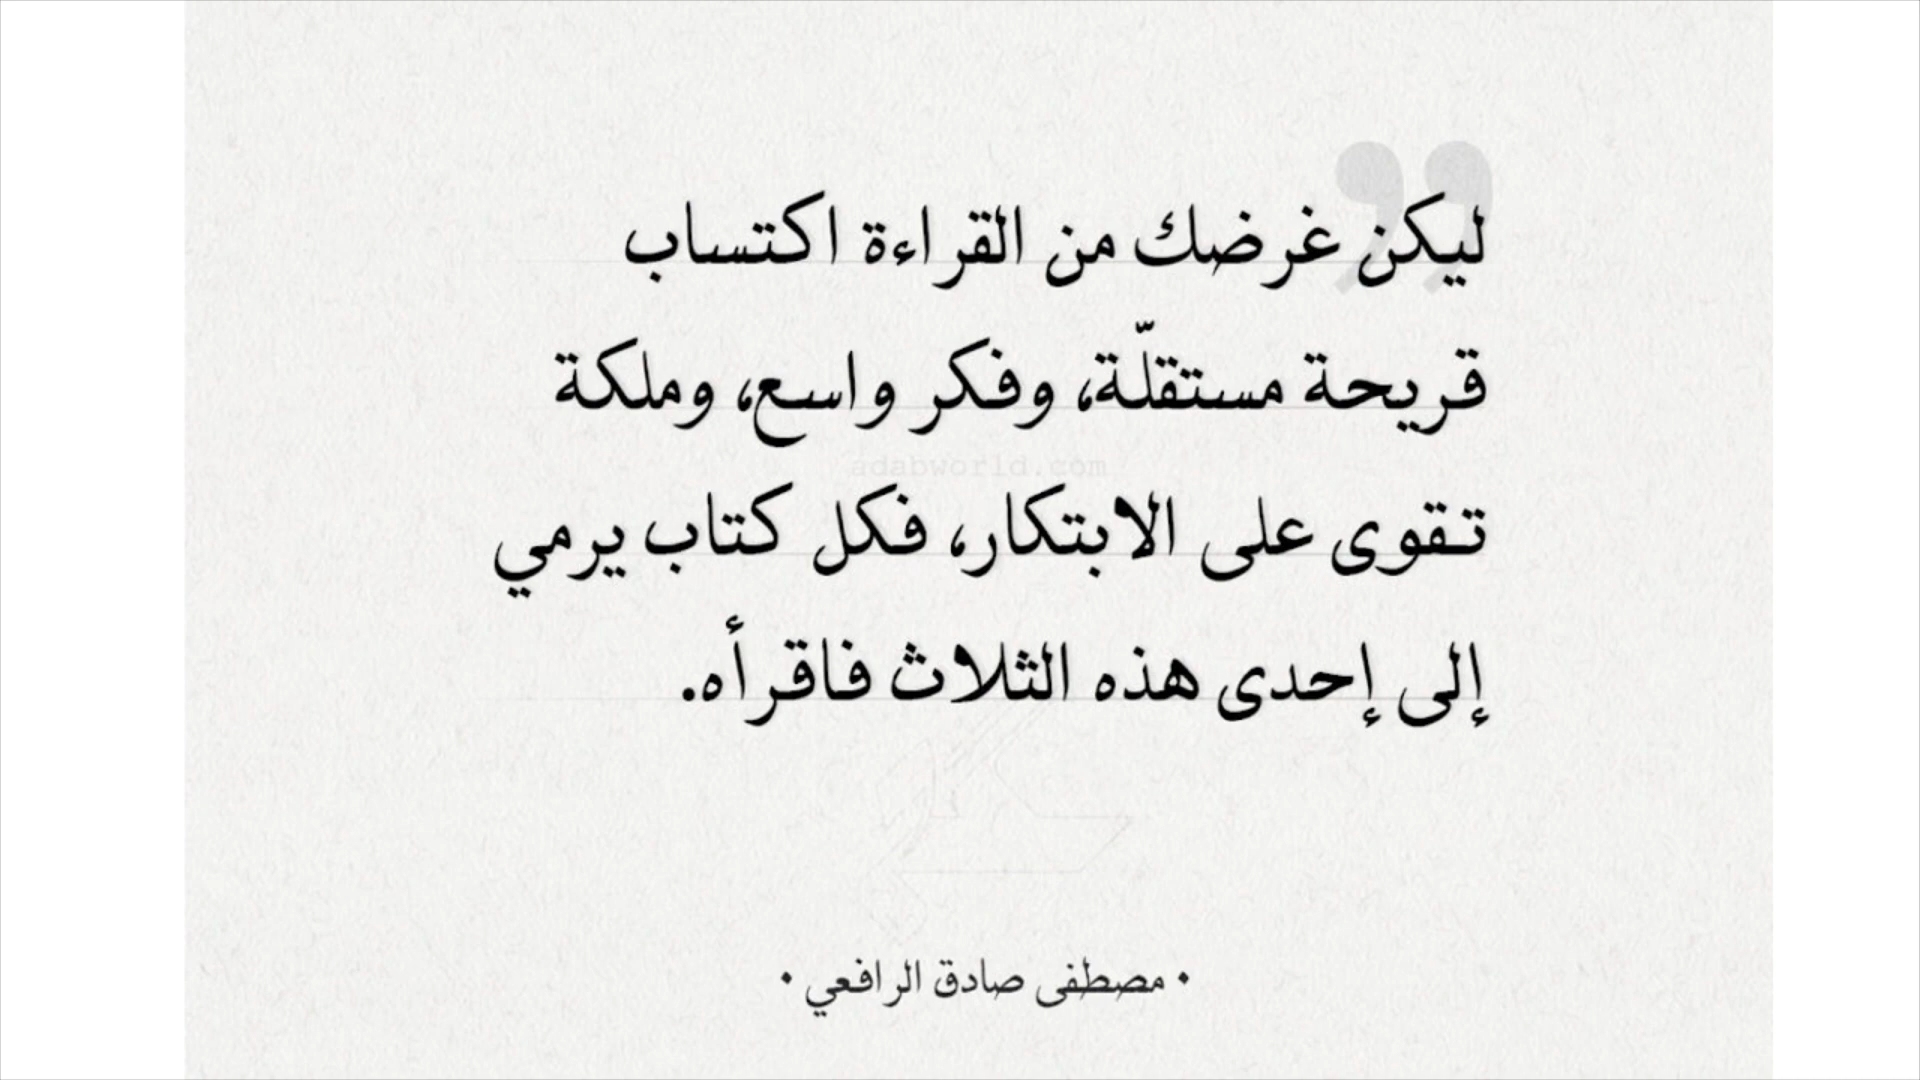 ليكن غرضك من القراءة اكتساب
قريحة مستقلّة، وفكر واسع، وملكة
adabworld.com
تقوى على الابتكار، فكل كتاب يرمي
إلى إحدى هذه الثلاث فاقرأه.
• مصطفى صادق الرافعي •